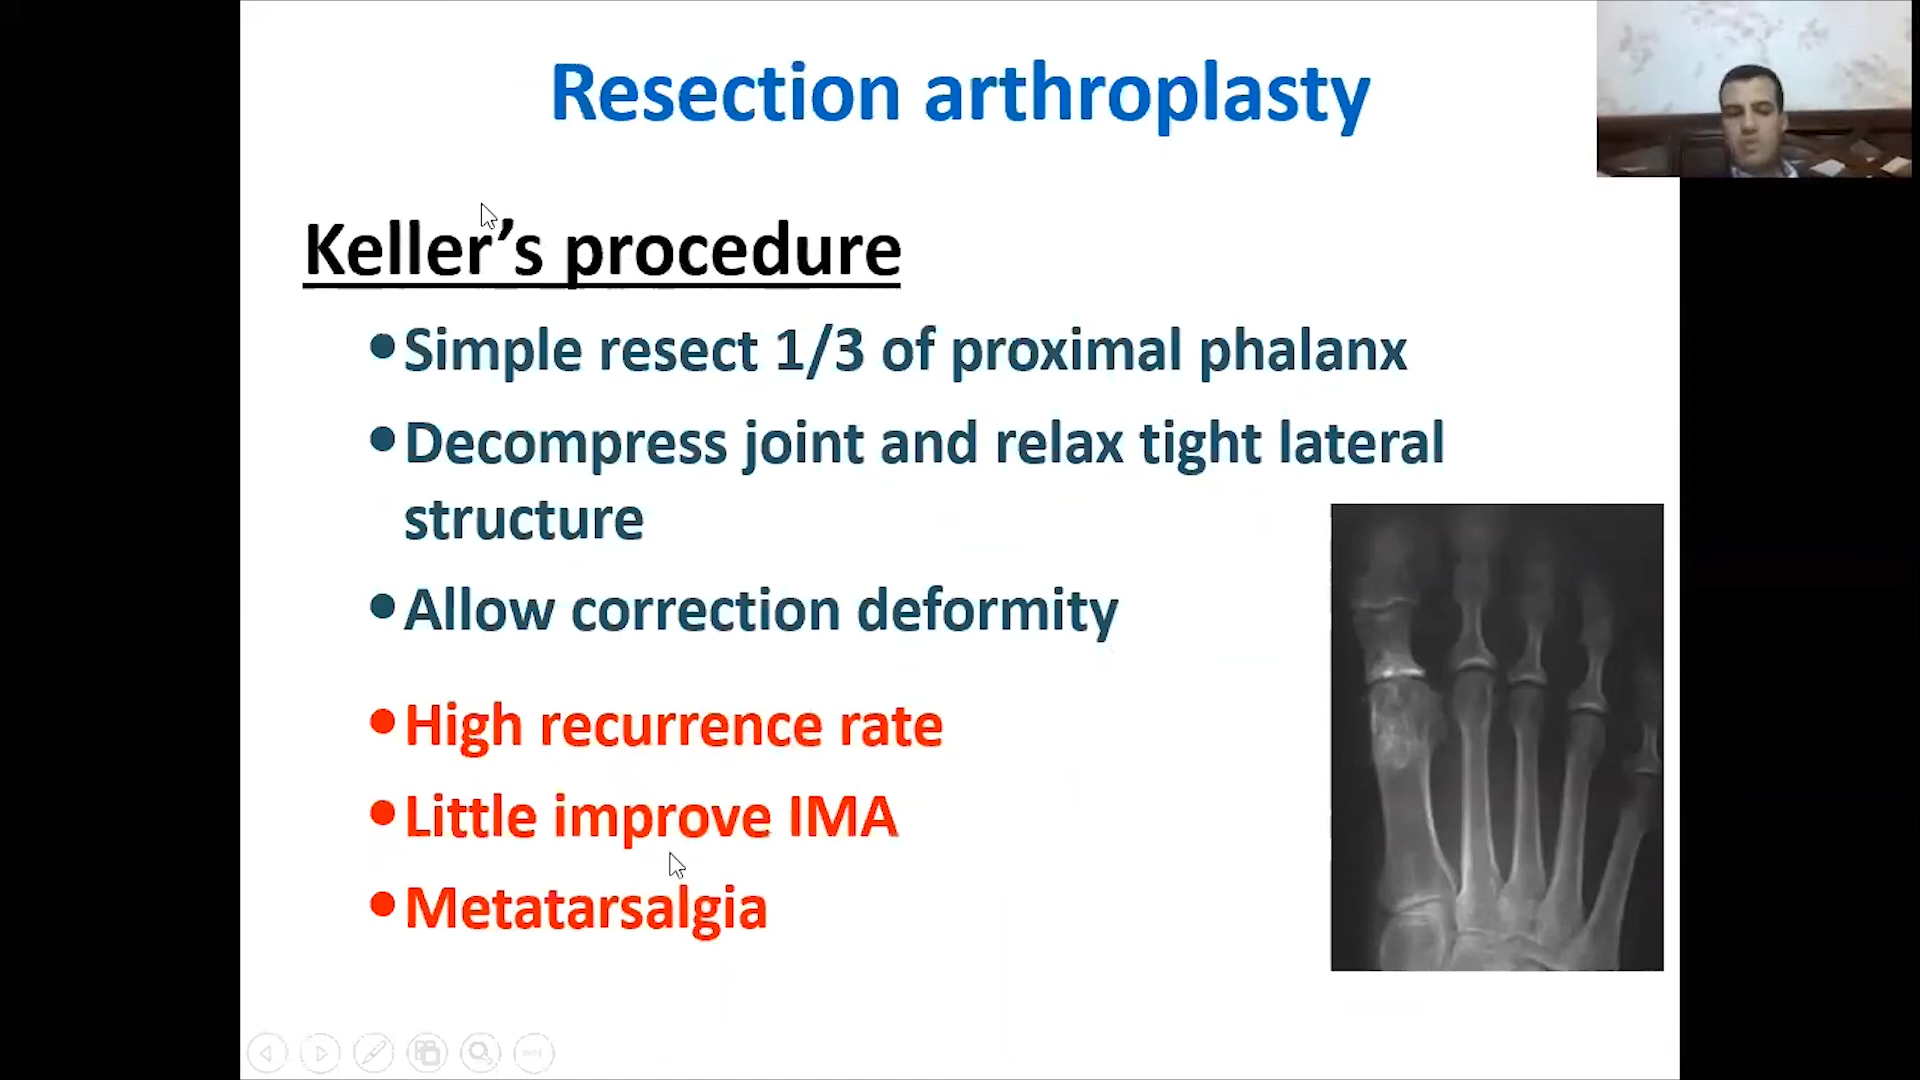 Resection arthroplasty
Keller's procedure
•Simple resect 1/3 of proximal phalanx
•Decompress joint and relax tight lateral
structure
•Allow correction deformity
•High recurrence rate
•Little improve IMA
•Metatarsalgia